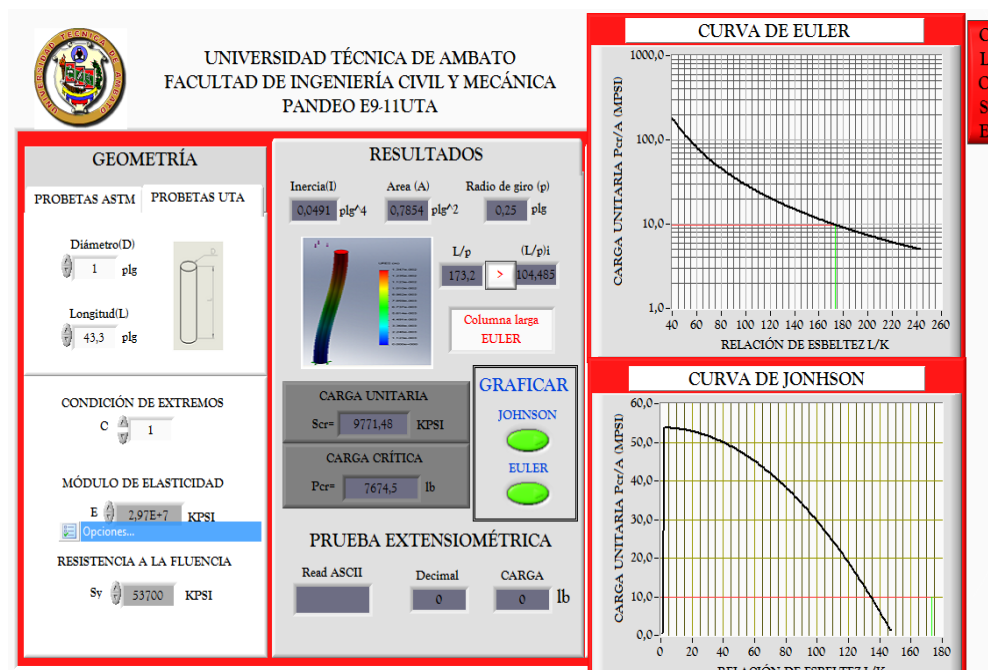 UNIVERSIDAD TÉCNICA DE AMBATO
FACULTAD DE INGENIERÍA CIVIL Y MECÁNICA
PANDEO E9-11UTA
GEOMETRÍA
PROBETAS ASTM
PROBETAS UTA
Diámetro(D)
1 plg
Longitud(L)
43,3 plg
CONDICIÓN DE EXTREMOS
C 1
MÓDULO DE ELASTICIDAD
E 2,97E+7 KPSI
Opciones...
RESISTENCIA A LA FLUENCIA
Sy 53700 KPSI
RESULTADOS
Inercia(I) Area (A) Radio de giro (p)
0,0491 plg^4 0,7854 plg^2 0,25 plg
L/p (L/p)i
173,2 > 104,485
Columna larga
EULER
CARGA UNITARIA
Scr= 9771,48 KPSI
CARGA CRÍTICA
Pcr= 7674,5 lb
GRAFICAR
JOHNSON
EULER
PRUEBA EXTENSIOMÉTRICA
Read ASCII Decimal CARGA
0 0 lb
CURVA DE EULER
CARGA UNITARIA Pcr/A (MPSI)
1000,0
100,0
10,0
1,0
40 60 80 100 120 140 160 180 200 220 240 260
RELACIÓN DE ESBELTEZ L/K
CURVA DE JONHSON
CARGA UNITARIA Pcr/A (MPSI)
60,0
50,0
40,0
30,0
20,0
10,0
0,0
0 20 40 60 80 100 120 140 160 180
RELACIÓN DE ESBELTEZ L/K